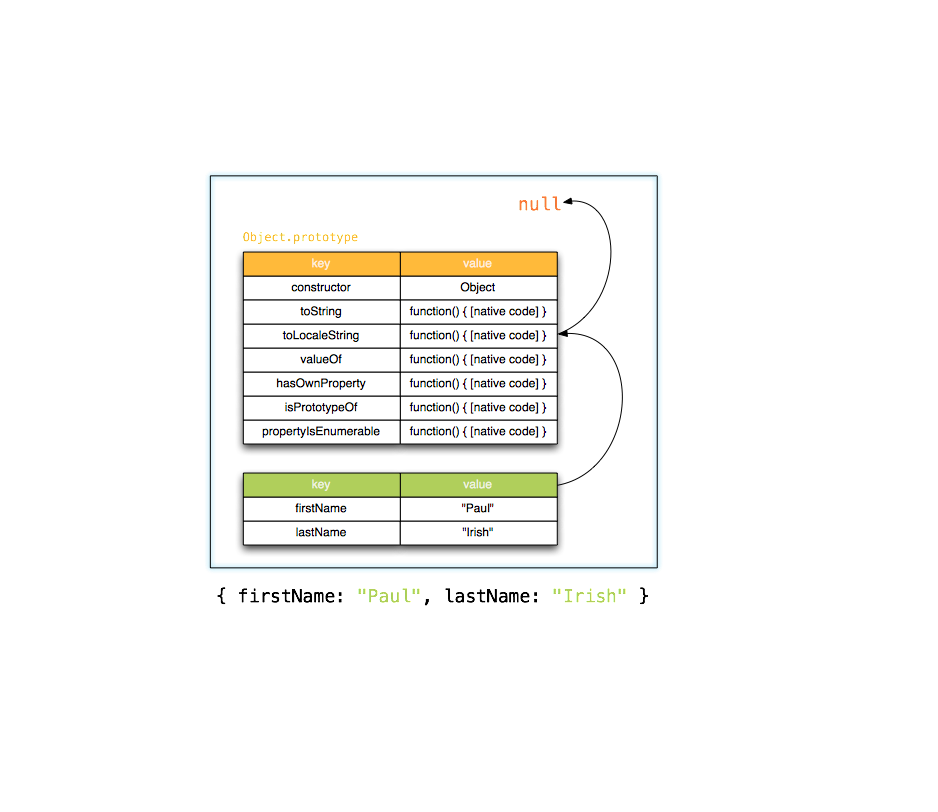 null
Object.prototype
key value
constructor Object
toString function() { [native code] }
toLocaleString function() { [native code] }
valueOf function() { [native code] }
hasOwnProperty function() { [native code] }
isPrototypeOf function() { [native code] }
propertyIsEnumerable function() { [native code] }
key value
firstName "Paul"
lastName "Irish"
{ firstName: "Paul", lastName: "Irish" }